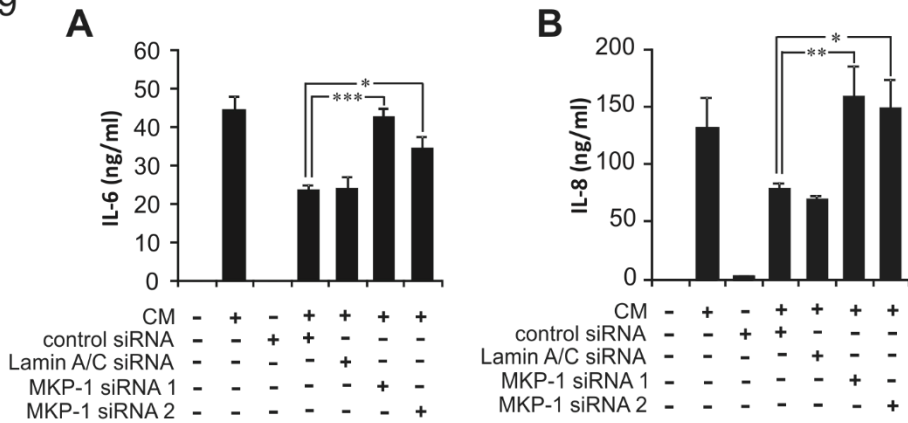 9
A
60
50
40
30
20
10
0
IL-6 (ng/ml)
*
***
CM - + - + + + +
control siRNA - - + + - - -
Lamin A/C siRNA - - - - + - -
MKP-1 siRNA 1 - - - - - + -
MKP-1 siRNA 2 - - - - - - +
B
200
150
100
50
0
IL-8 (ng/ml)
*
**
CM - + - + + + +
control siRNA - - + + - - -
Lamin A/C siRNA - - - - + - -
MKP-1 siRNA 1 - - - - - + -
MKP-1 siRNA 2 - - - - - - +